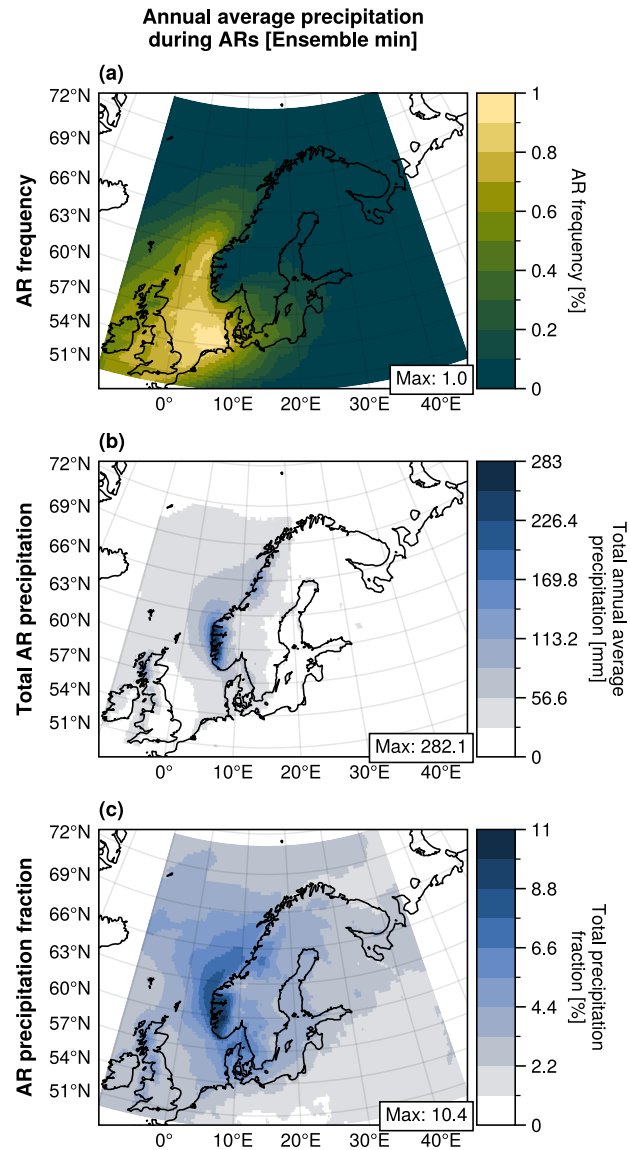 Annual average precipitation
during ARs [Ensemble min]
(a)
72°N
69°N
66°N
63°N
60°N
57°N
54°N
51°N
0°
10°E
20°E
30°E
40°E
AR frequency
Max: 1.0
1
0.8
0.6
0.4
0.2
0
AR frequency [%]
(b)
72°N
69°N
66°N
63°N
60°N
57°N
54°N
51°N
0°
10°E
20°E
30°E
40°E
Total AR precipitation
Max: 282.1
283
226.4
169.8
113.2
56.6
0
Total annual average
precipitation [mm]
(c)
72°N
69°N
66°N
63°N
60°N
57°N
54°N
51°N
0°
10°E
20°E
30°E
40°E
AR precipitation fraction
Max: 10.4
11
8.8
6.6
4.4
2.2
0
Total precipitation
fraction [%]